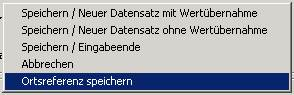 Speichern / Neuer Datensatz mit Wertübernahme
Speichern / Neuer Datensatz ohne Wertübernahme
Speichern / Eingabeende
Abbrechen
Ortsreferenz speichern